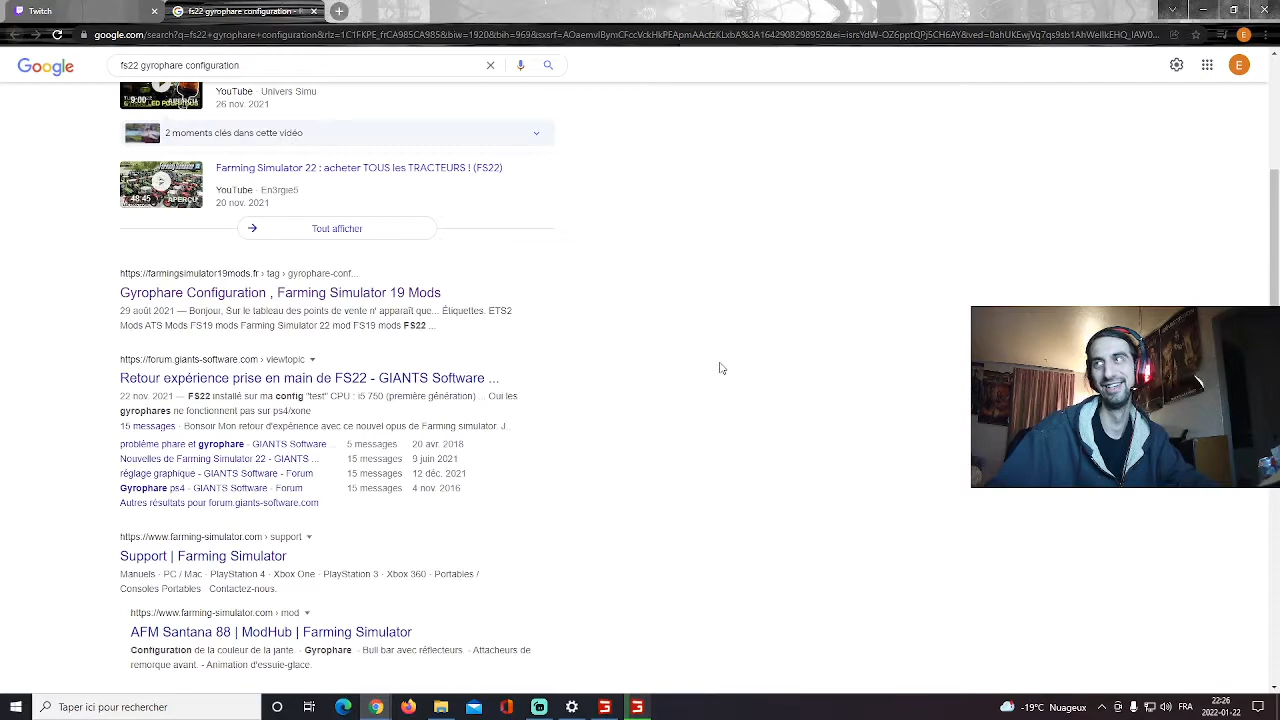 Twitch
fs22 gyrophare configuration -
Google
fs22 gyrophare configuration
9:00
YouTube · Univers Simu
26 nov. 2021
2 moments clés dans cette vidéo
Farming Simulator 22 : acheter TOUS les TRACTEURS ! (FS22)
48:45
APERÇU
YouTube · En3rgie5
20 nov. 2021
Tout afficher
https://farmingsimulator19mods.fr › tag › gyrophare-conf...
Gyrophare Configuration , Farming Simulator 19 Mods
29 août 2021 — Bonjour, Sur le tableau des points de vente n' apparaît que... Étiquettes. ETS2
Mods ATS Mods FS19 mods Farming Simulator 22 mod FS19 mods FS22 ...
https://forum.giants-software.com › viewtopic
Retour expérience prise en main de FS22 - GIANTS Software ...
22 nov. 2021 — FS22 installé sur ma config "test" CPU : i5 750 (première génération) ... Oui les
gyrophares ne fonctionnent pas sur ps4/xone
15 messages · Bonsoir Mon retour d'expérience avec ce nouvel opus de Farming simulator. J...
problème phare et gyrophare - GIANTS Software ... 5 messages 20 avr. 2018
Nouvelles de Farming Simulator 22 - GIANTS ... 15 messages 9 juin 2021
réglage graphique - GIANTS Software - Forum 15 messages 12 déc. 2021
Gyrophare ps4 - GIANTS Software - Forum 15 messages 4 nov. 2016
Autres résultats pour forum.giants-software.com
https://www.farming-simulator.com › support
Support | Farming Simulator
Manuels · PC / Mac · PlayStation 4 · Xbox One · PlayStation 3 · Xbox 360 · Portables /
Consoles Portables · Contactez-nous.
https://www.farming-simulator.com › mod
AFM Santana 88 | ModHub | Farming Simulator
Configuration de la couleur de la jante. - Gyrophare - Bull bar avec réflecteurs. - Attacheurs de
remorque avant. - Animation d'essuie-glace.
Taper ici pour rechercher
-19°C Nuageux
FRA
22:26
2022-01-22